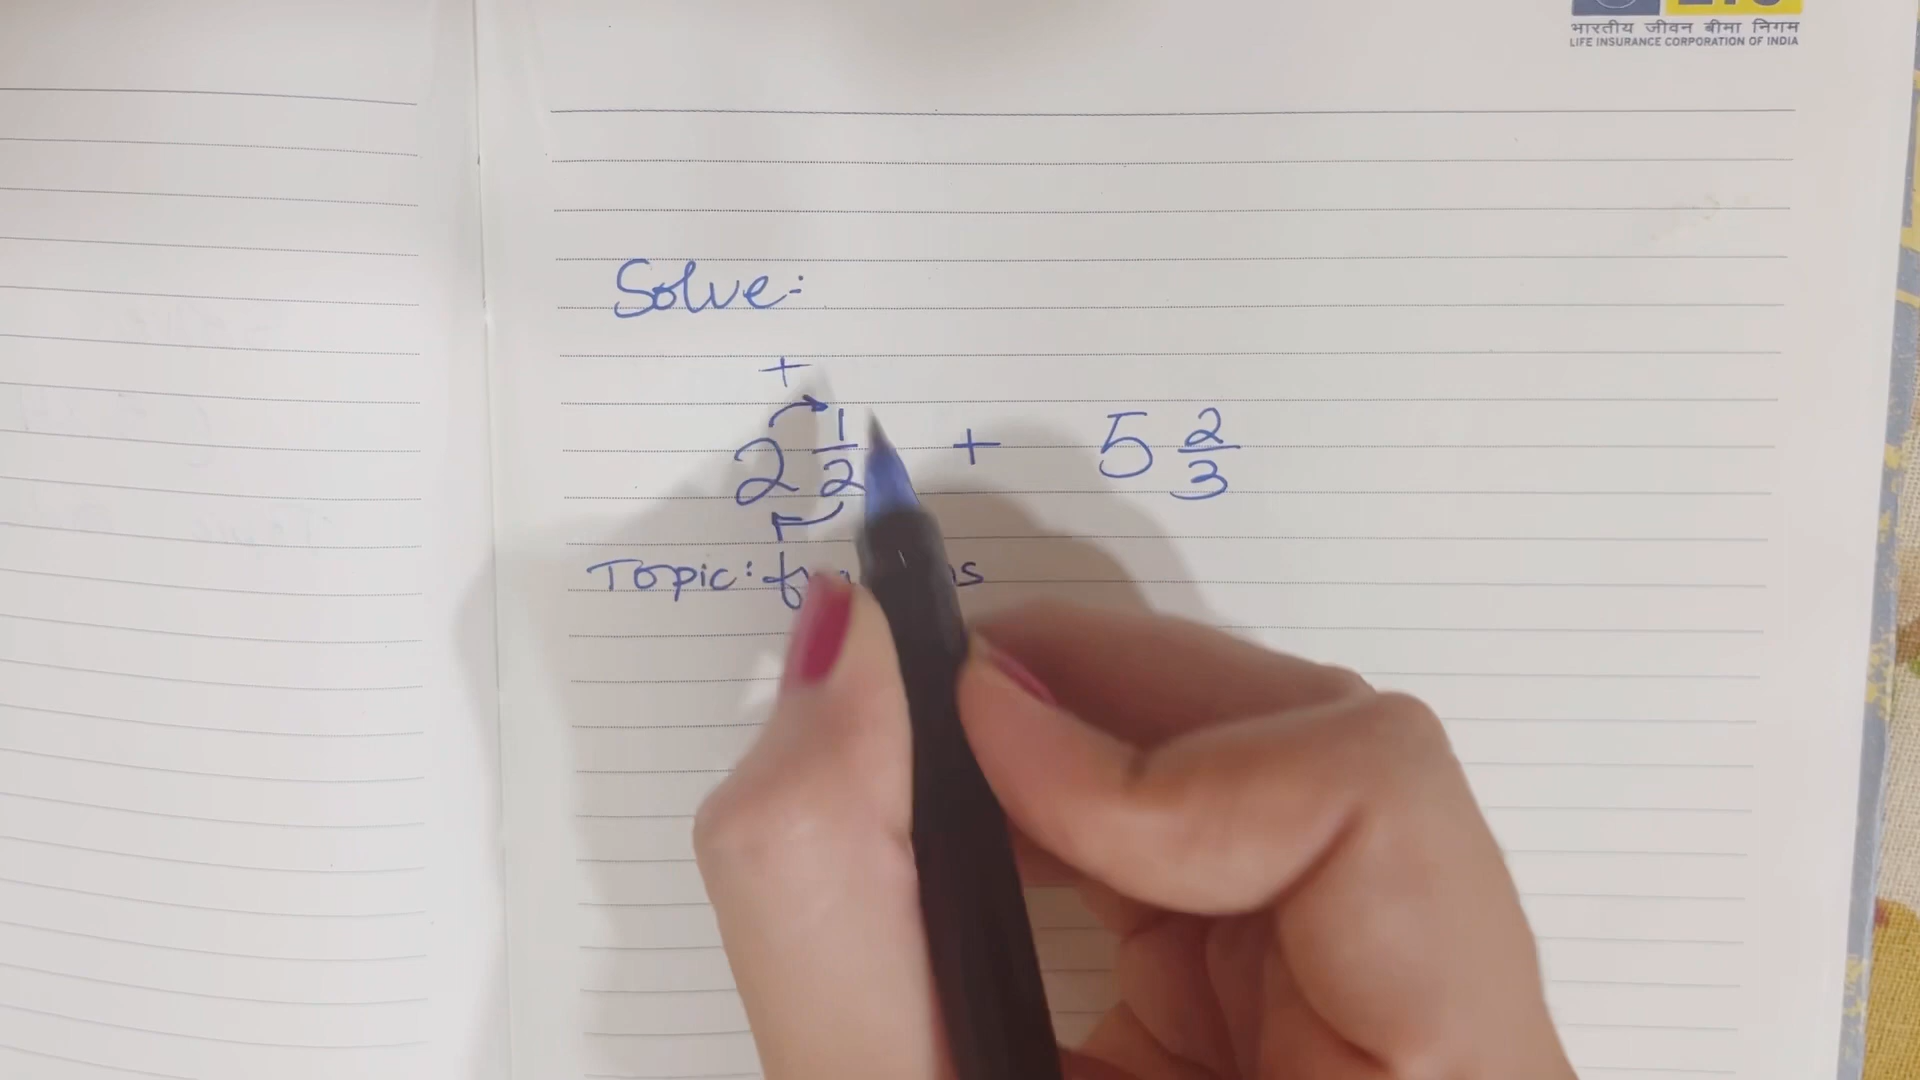 भारतीय जीवन बीमा निगम
LIFE INSURANCE CORPORATION OF INDIA
Solve:
+
2 1/2 + 5 2/3
Topic: